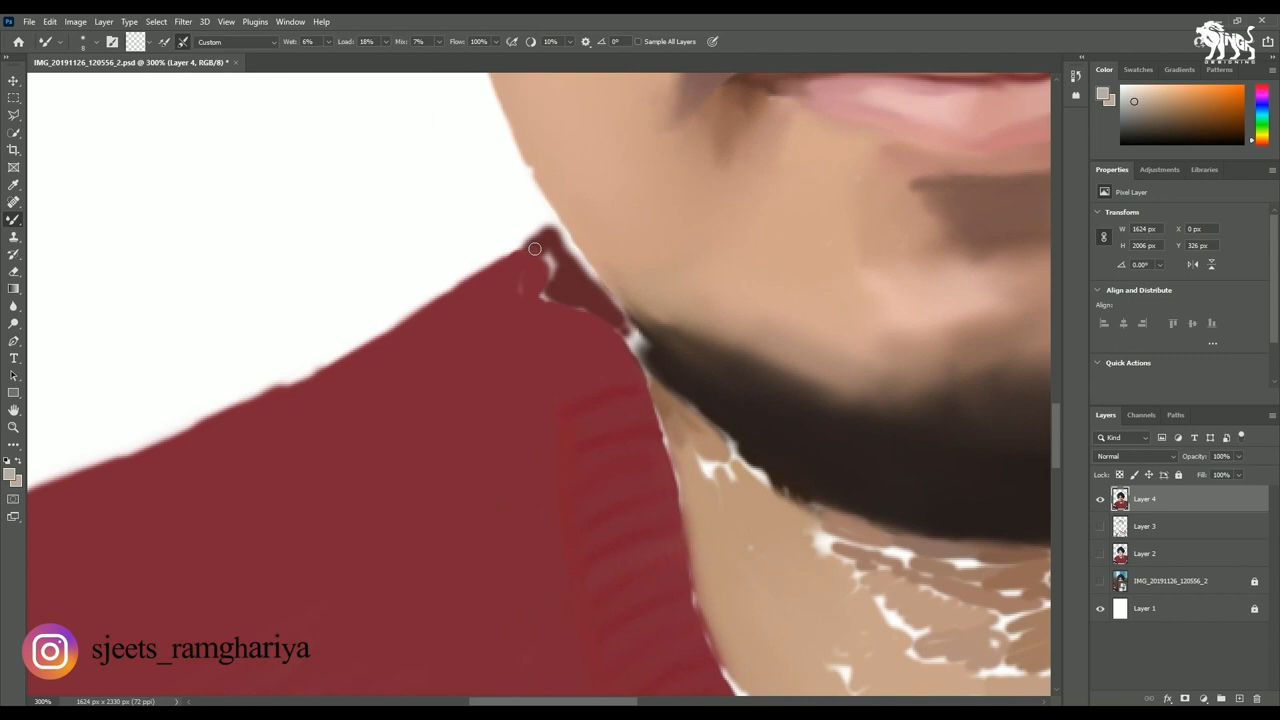 Ps File Edit Image Layer Type Select Filter 3D View Plugins Window Help
8 Custom Wet: 6% Load: 18% Mix: 7% Flow: 100% 10% 0° Sample All Layers
SINGH
DESIGNING
IMG_20191126_120556_2.psd @ 300% (Layer 4, RGB/8) * ×
Color Swatches Gradients Patterns
Properties Adjustments Libraries
Pixel Layer
Transform
W 1624 px X 0 px
H 2006 px Y 326 px
0.00°
Align and Distribute
Align:
Quick Actions
Layers Channels Paths
Kind
Normal Opacity: 100%
Lock: Fill: 100%
Layer 4
Layer 3
Layer 2
IMG_20191126_120556_2
Layer 1
sjeets_ramghariya
300% 1624 px x 2330 px (72 ppi)